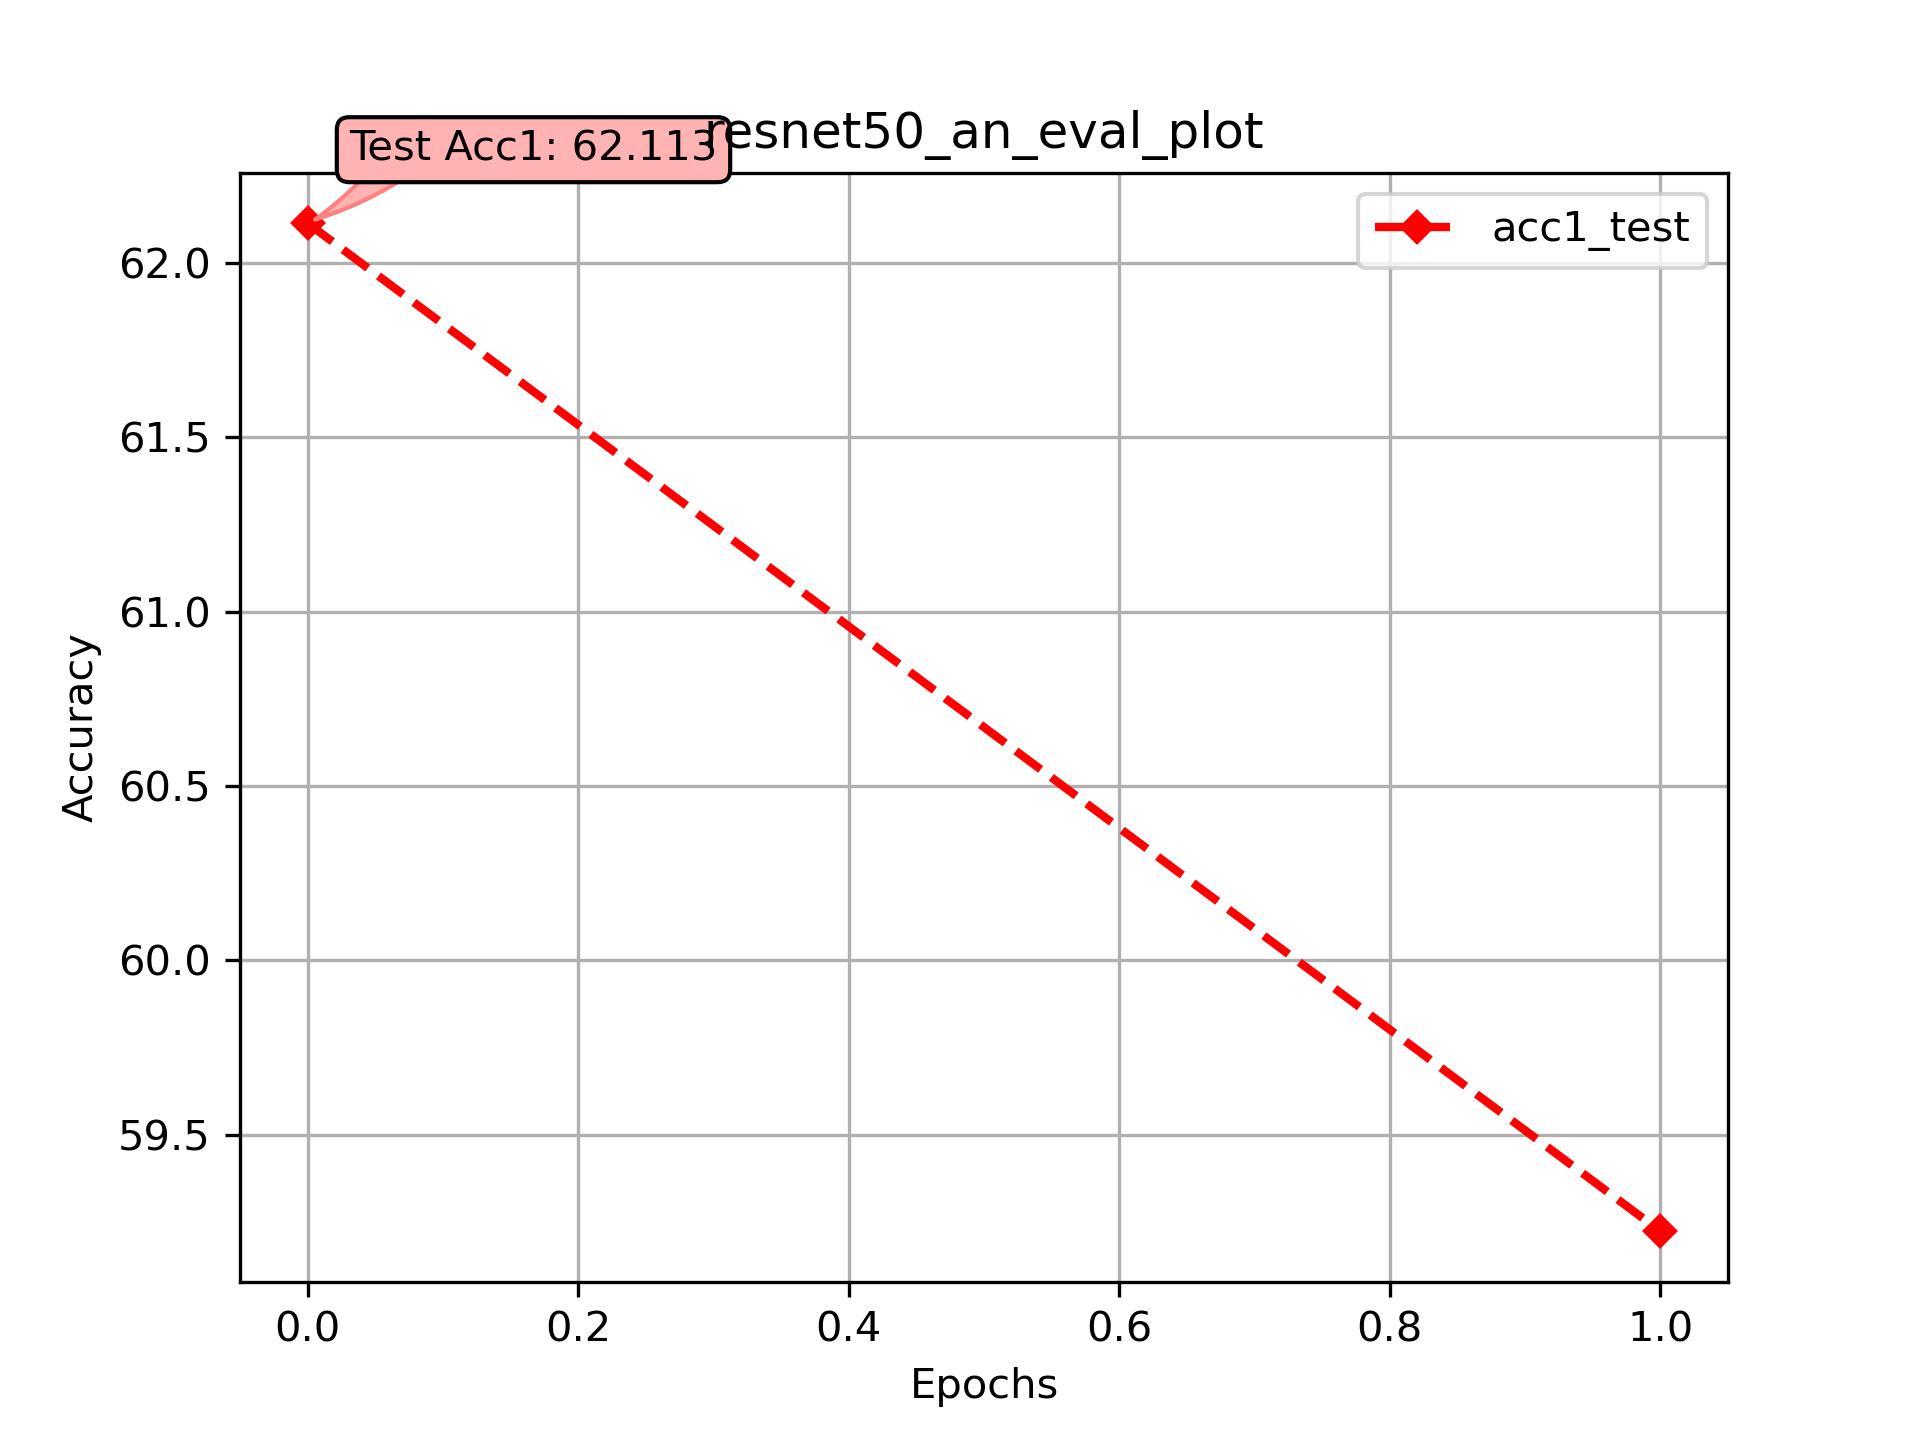 resnet50_an_eval_plot
Test Acc1: 62.113
acc1_test
62.0
61.5
61.0
60.5
60.0
59.5
Accuracy
0.0 0.2 0.4 0.6 0.8 1.0
Epochs